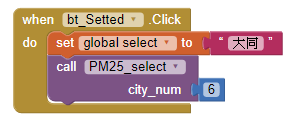 when bt_Setted .Click
do set global select to "大同"
call PM25_select
city_num 6